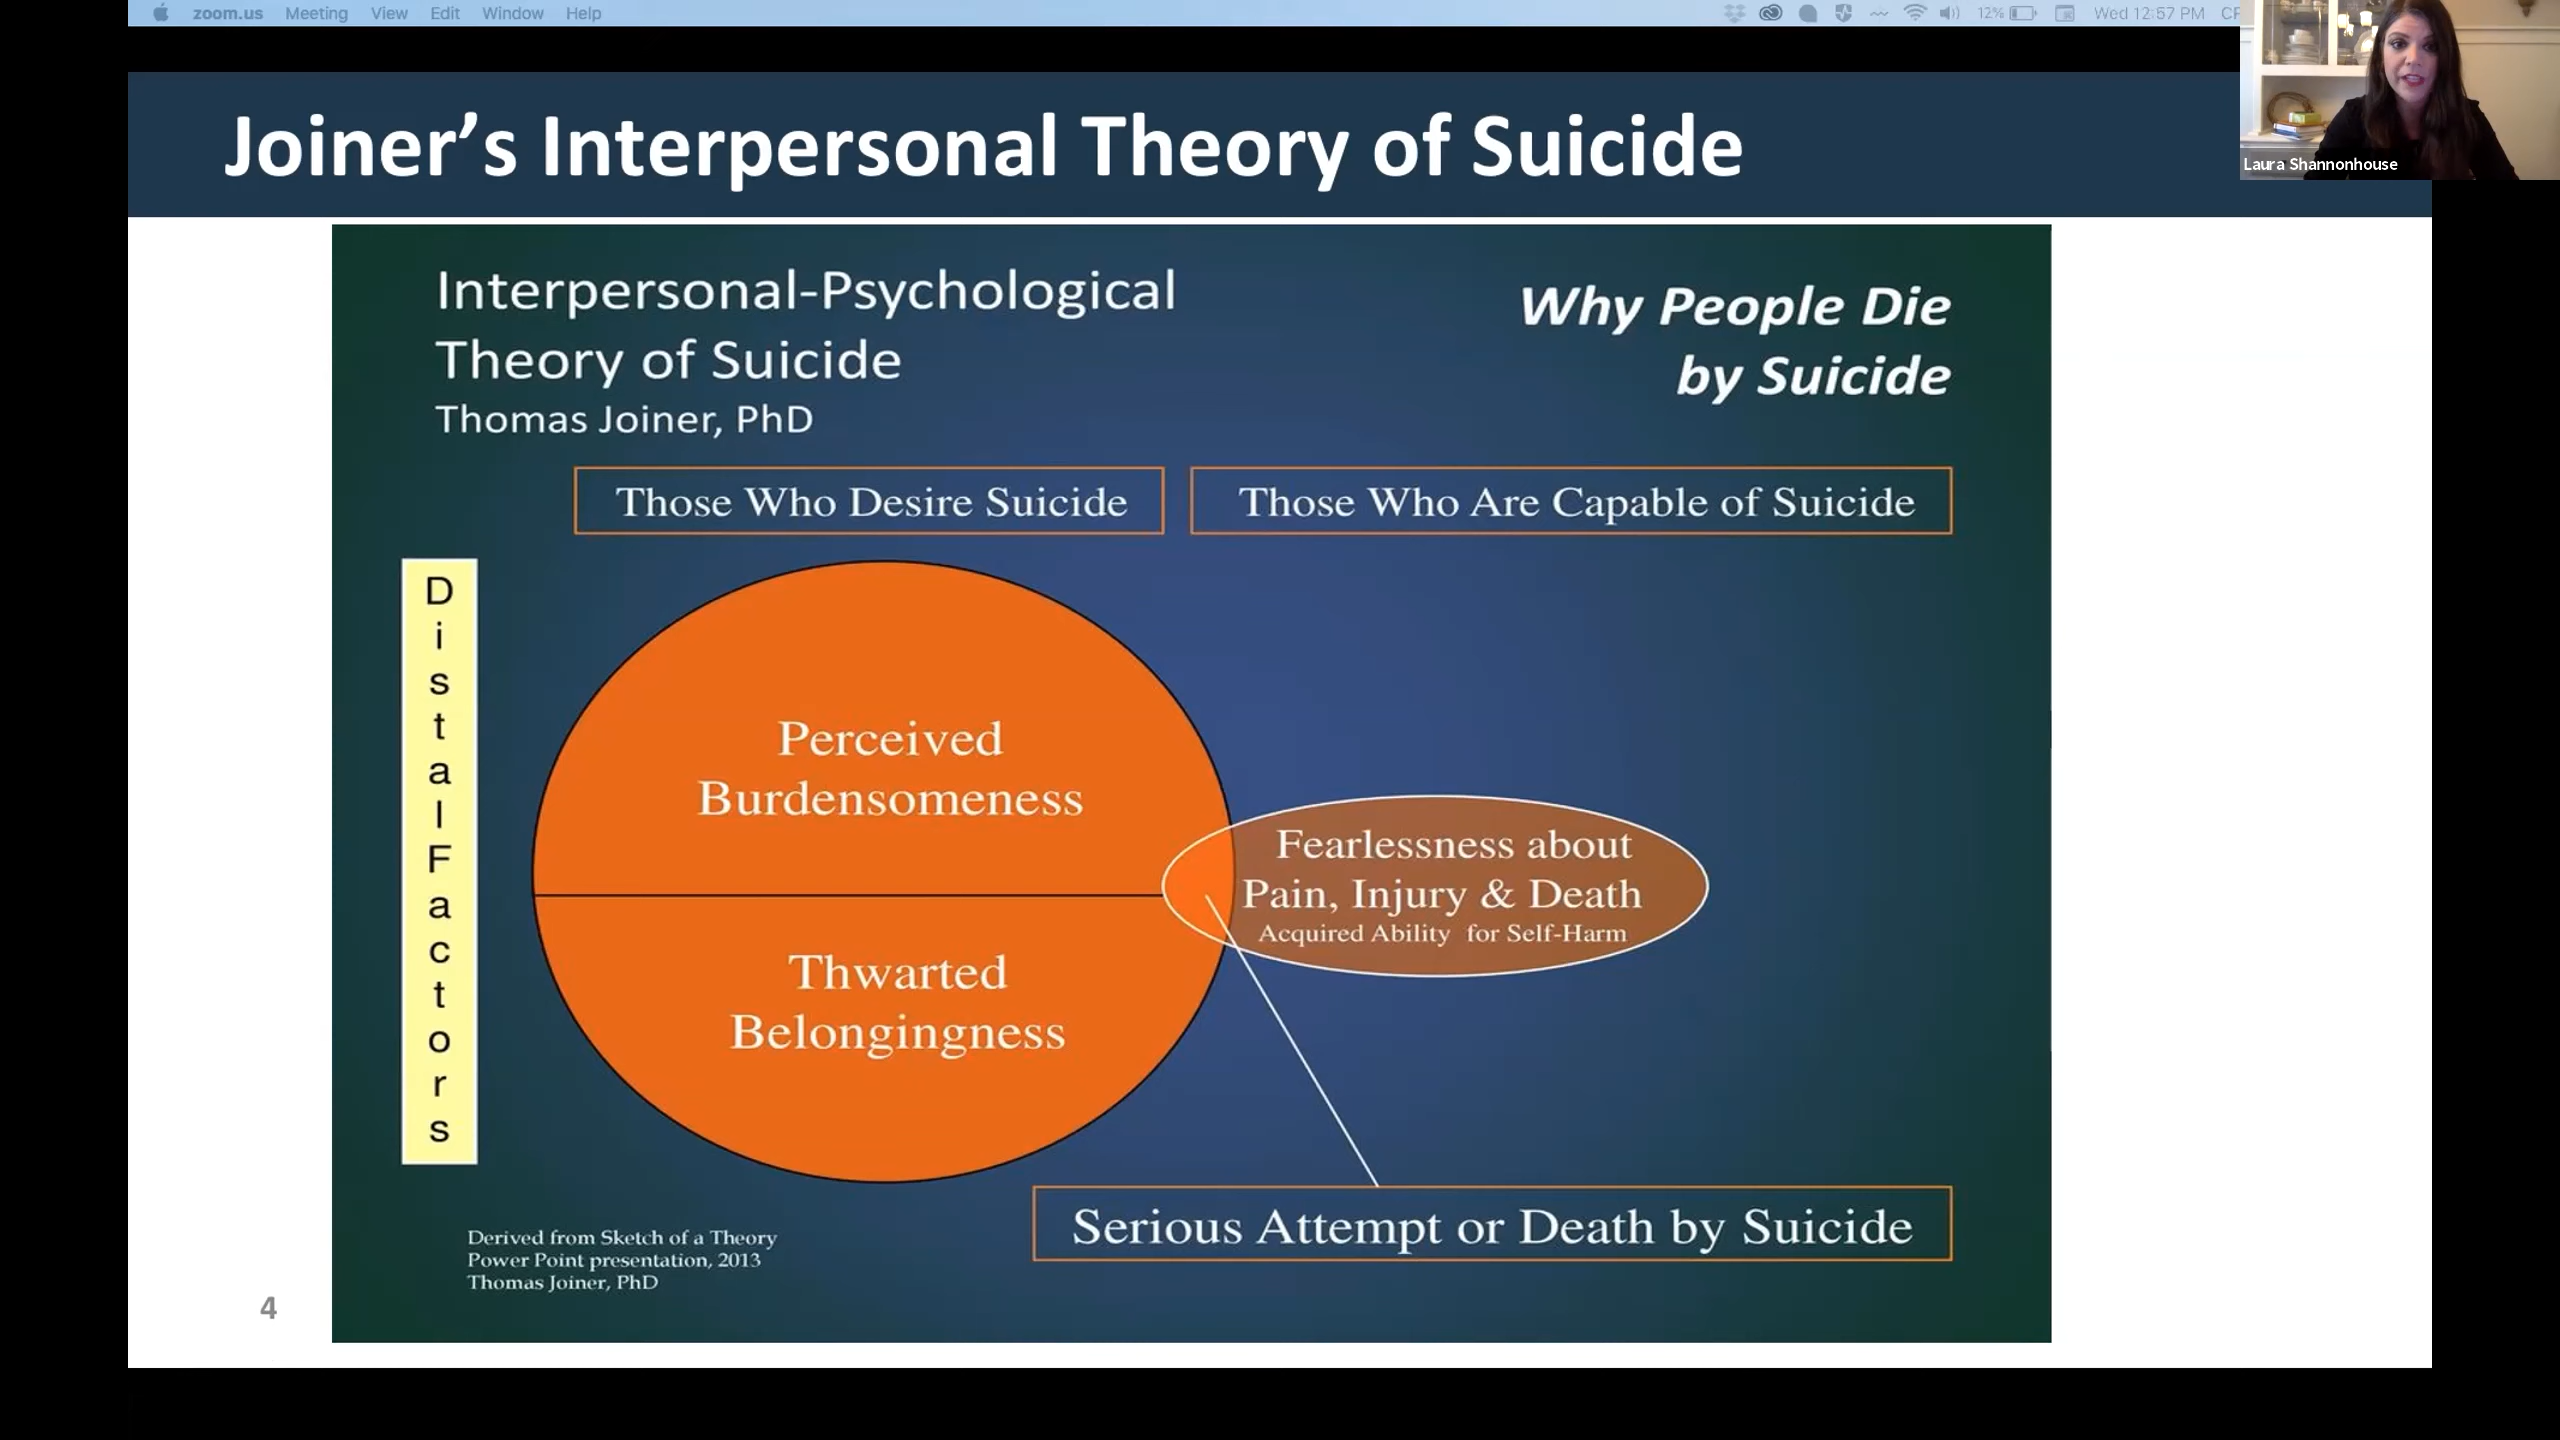 zoom.us Meeting View Edit Window Help 12% Wed 12:57 PM
Laura Shannonhouse
Joiner’s Interpersonal Theory of Suicide
Interpersonal-Psychological
Theory of Suicide
Thomas Joiner, PhD
Why People Die
by Suicide
Those Who Desire Suicide
Those Who Are Capable of Suicide
Distal Factors
Perceived
Burdensomeness
Thwarted
Belongingness
Fearlessness about
Pain, Injury & Death
Acquired Ability for Self-Harm
Serious Attempt or Death by Suicide
Derived from Sketch of a Theory
Power Point presentation, 2013
Thomas Joiner, PhD
4